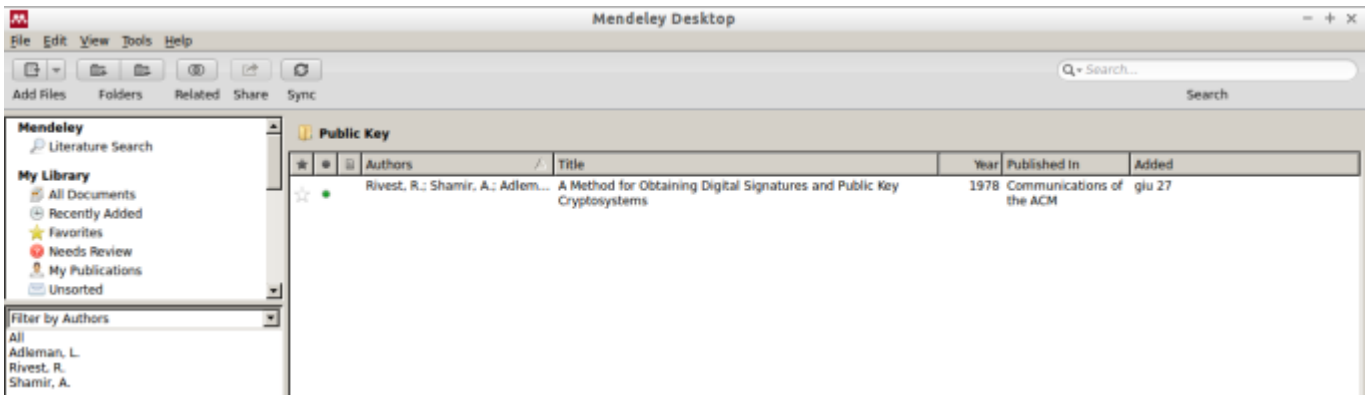 Mendeley Desktop
File Edit View Tools Help
Search...
Add Files Folders Related Share Sync Search
Mendeley
Literature Search
My Library
All Documents
Recently Added
Favorites
Needs Review
My Publications
Unsorted
Filter by Authors
All
Adleman, L.
Rivest, R.
Shamir, A.
Public Key
Authors Title Year Published In Added
Rivest, R.; Shamir, A.; Adlem... A Method for Obtaining Digital Signatures and Public Key 1978 Communications of giu 27
Cryptosystems the ACM